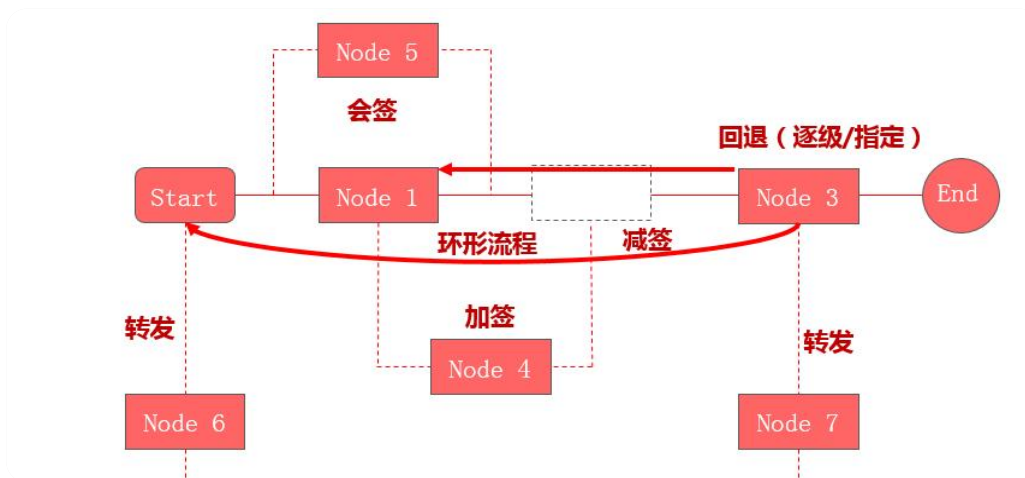 Node 5
会签
回退（逐级/指定）
Start
Node 1
Node 3
End
环形流程
减签
加签
转发
转发
Node 4
Node 6
Node 7